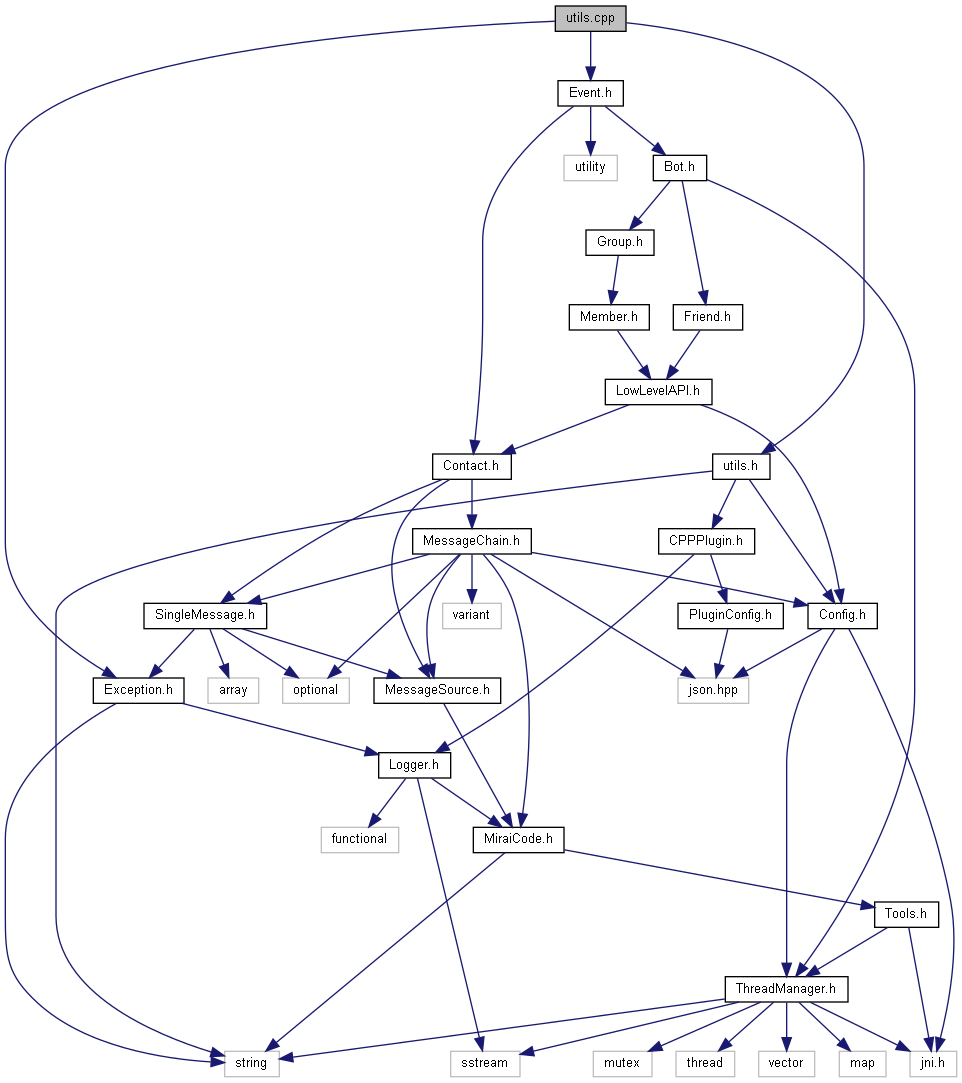 utils.cpp
Event.h
utility
Bot.h
Group.h
Member.h
Friend.h
LowLevelAPI.h
Contact.h
utils.h
MessageChain.h
CPPPlugin.h
SingleMessage.h
variant
PluginConfig.h
Config.h
Exception.h
array
optional
MessageSource.h
json.hpp
Logger.h
functional
MiraiCode.h
Tools.h
ThreadManager.h
string
sstream
mutex
thread
vector
map
jni.h